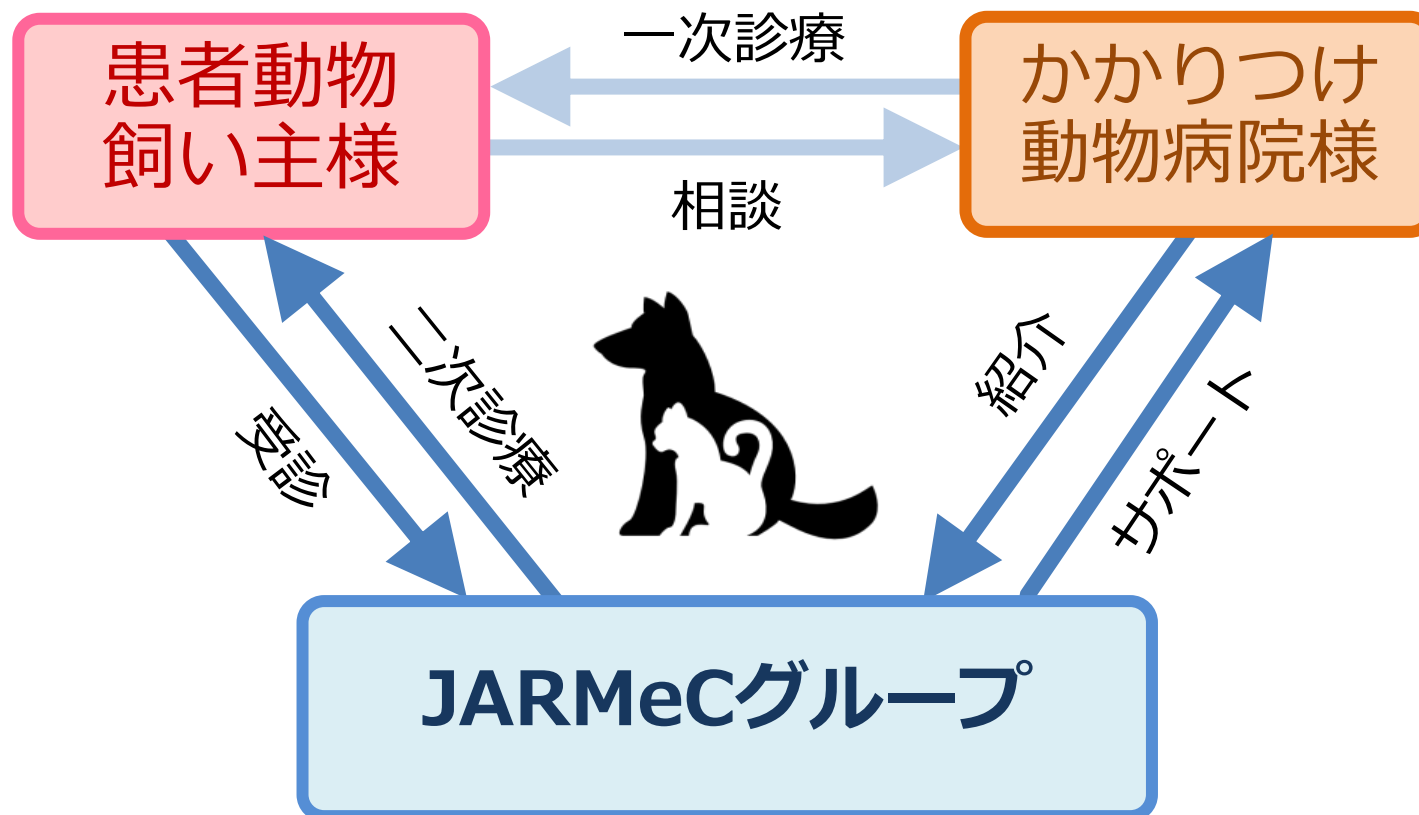 患者動物
飼い主様
一次診療
相談
かかりつけ
動物病院様
受診
二次診療
紹介
サポート
JARMeCグループ